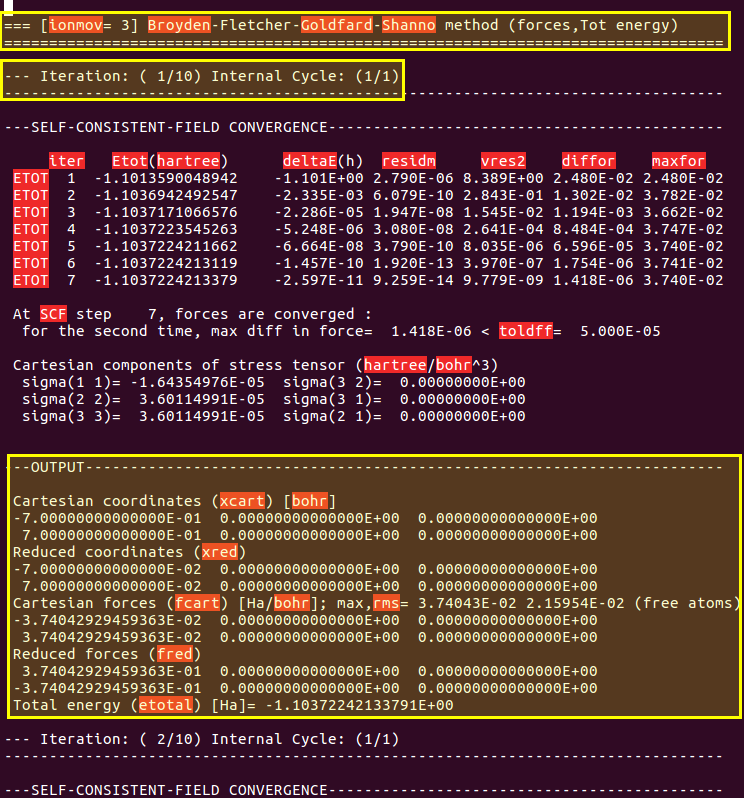 === [ionmov= 3] Broyden-Fletcher-Goldfard-Shanno method (forces,Tot energy)
================================================================================
--- Iteration: ( 1/10) Internal Cycle: (1/1)
--------------------------------------------------------------------------------
---SELF-CONSISTENT-FIELD CONVERGENCE--------------------------------------------
iter Etot(hartree) deltaE(h) residm vres2 diffor maxfor
ETOT 1 -1.1013590048942 -1.101E+00 2.790E-06 8.389E+00 2.480E-02 2.480E-02
ETOT 2 -1.1036942492547 -2.335E-03 6.079E-10 2.843E-01 1.302E-02 3.782E-02
ETOT 3 -1.1037171066576 -2.286E-05 1.947E-08 1.545E-02 1.194E-03 3.662E-02
ETOT 4 -1.1037223545263 -5.248E-06 3.080E-08 2.641E-04 8.484E-04 3.747E-02
ETOT 5 -1.1037224211662 -6.664E-08 3.790E-10 8.035E-06 6.596E-05 3.740E-02
ETOT 6 -1.1037224213119 -1.457E-10 1.920E-13 3.970E-07 1.754E-06 3.741E-02
ETOT 7 -1.1037224213379 -2.597E-11 9.259E-14 9.779E-09 1.418E-06 3.740E-02
At SCF step 7, forces are converged :
for the second time, max diff in force= 1.418E-06 < toldff= 5.000E-05
Cartesian components of stress tensor (hartree/bohr^3)
sigma(1 1)= -1.64354976E-05 sigma(3 2)= 0.00000000E+00
sigma(2 2)= 3.60114991E-05 sigma(3 1)= 0.00000000E+00
sigma(3 3)= 3.60114991E-05 sigma(2 1)= 0.00000000E+00
---OUTPUT-----------------------------------------------------------------------
Cartesian coordinates (xcart) [bohr]
-7.00000000000000E-01 0.00000000000000E+00 0.00000000000000E+00
7.00000000000000E-01 0.00000000000000E+00 0.00000000000000E+00
Reduced coordinates (xred)
-7.00000000000000E-02 0.00000000000000E+00 0.00000000000000E+00
7.00000000000000E-02 0.00000000000000E+00 0.00000000000000E+00
Cartesian forces (fcart) [Ha/bohr]; max,rms= 3.74043E-02 2.15954E-02 (free atoms)
-3.74042929459363E-02 0.00000000000000E+00 0.00000000000000E+00
3.74042929459363E-02 0.00000000000000E+00 0.00000000000000E+00
Reduced forces (fred)
3.74042929459363E-01 0.00000000000000E+00 0.00000000000000E+00
-3.74042929459363E-01 0.00000000000000E+00 0.00000000000000E+00
Total energy (etotal) [Ha]= -1.10372242133791E+00
--- Iteration: ( 2/10) Internal Cycle: (1/1)
--------------------------------------------------------------------------------
---SELF-CONSISTENT-FIELD CONVERGENCE--------------------------------------------